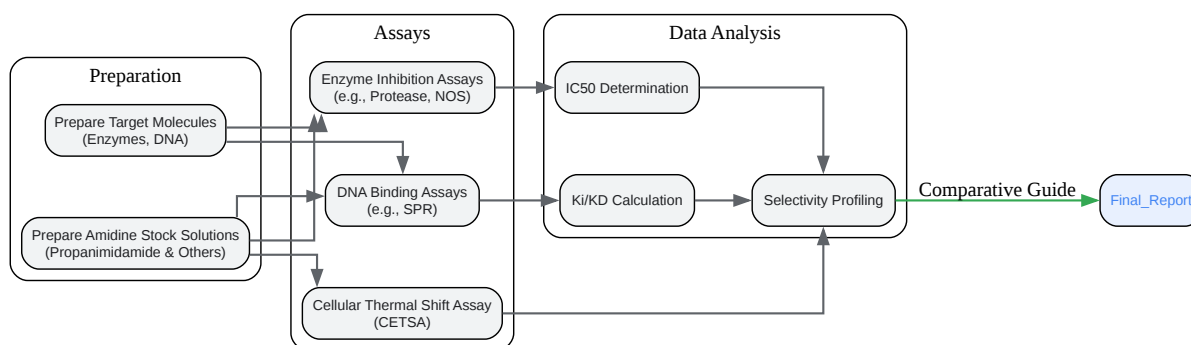 Preparation
Prepare Target Molecules
(Enzymes, DNA)
Prepare Amidine Stock Solutions
(Propanimidamide & Others)
Assays
Enzyme Inhibition Assays
(e.g., Protease, NOS)
DNA Binding Assays
(e.g., SPR)
Cellular Thermal Shift Assay
(CETSA)
Data Analysis
IC50 Determination
Ki/KD Calculation
Selectivity Profiling
Comparative Guide
Final_Report